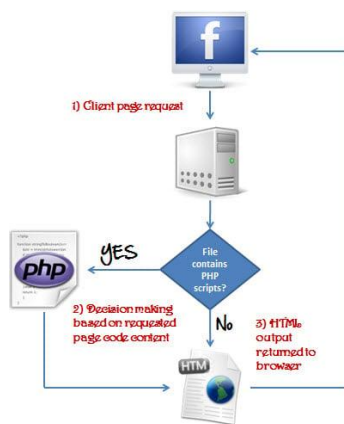 f
1) Client page request
File
contains
PHP
scripts?
YES
php
2) Decision making
based on requested
page code content
No
3) HTML
output
returned to
browser
HTM